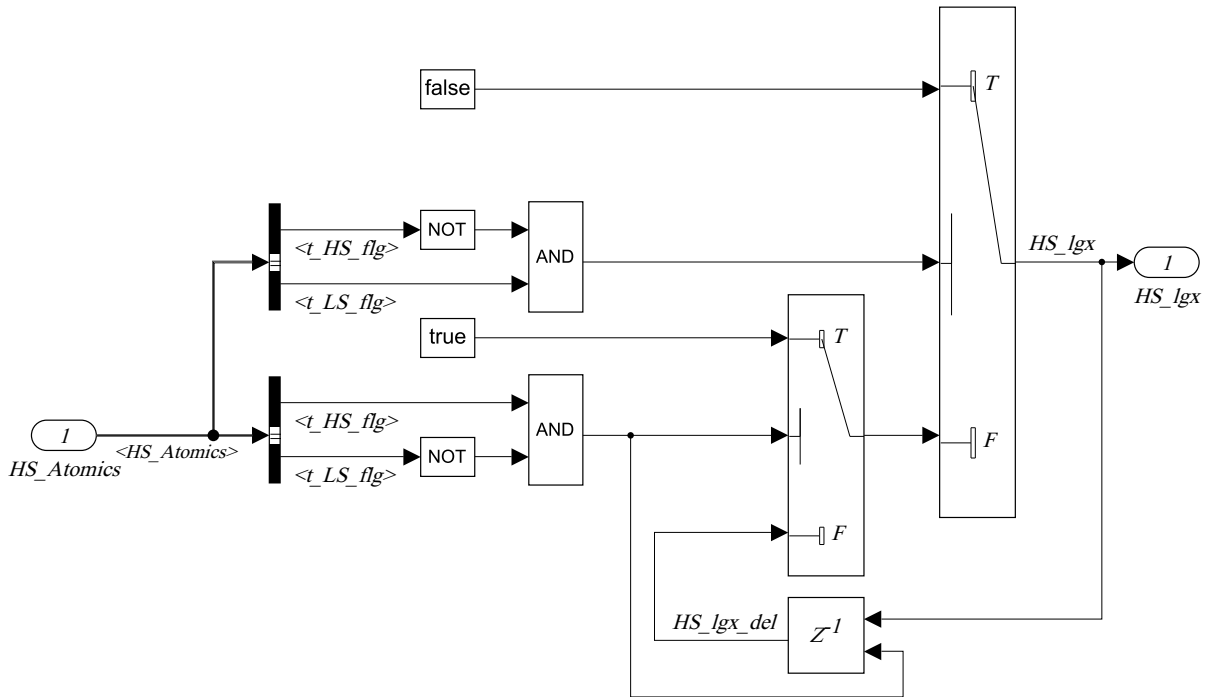 T
false
NOT
<t_HS_flg>
AND
HS_lgx
1
<t_LS_flg>
HS_lgx
true
T
<t_HS_flg>
1
AND
F
<HS_Atomics>
HS_Atomics
NOT
<t_LS_flg>
F
HS_lgx_del
Z-1